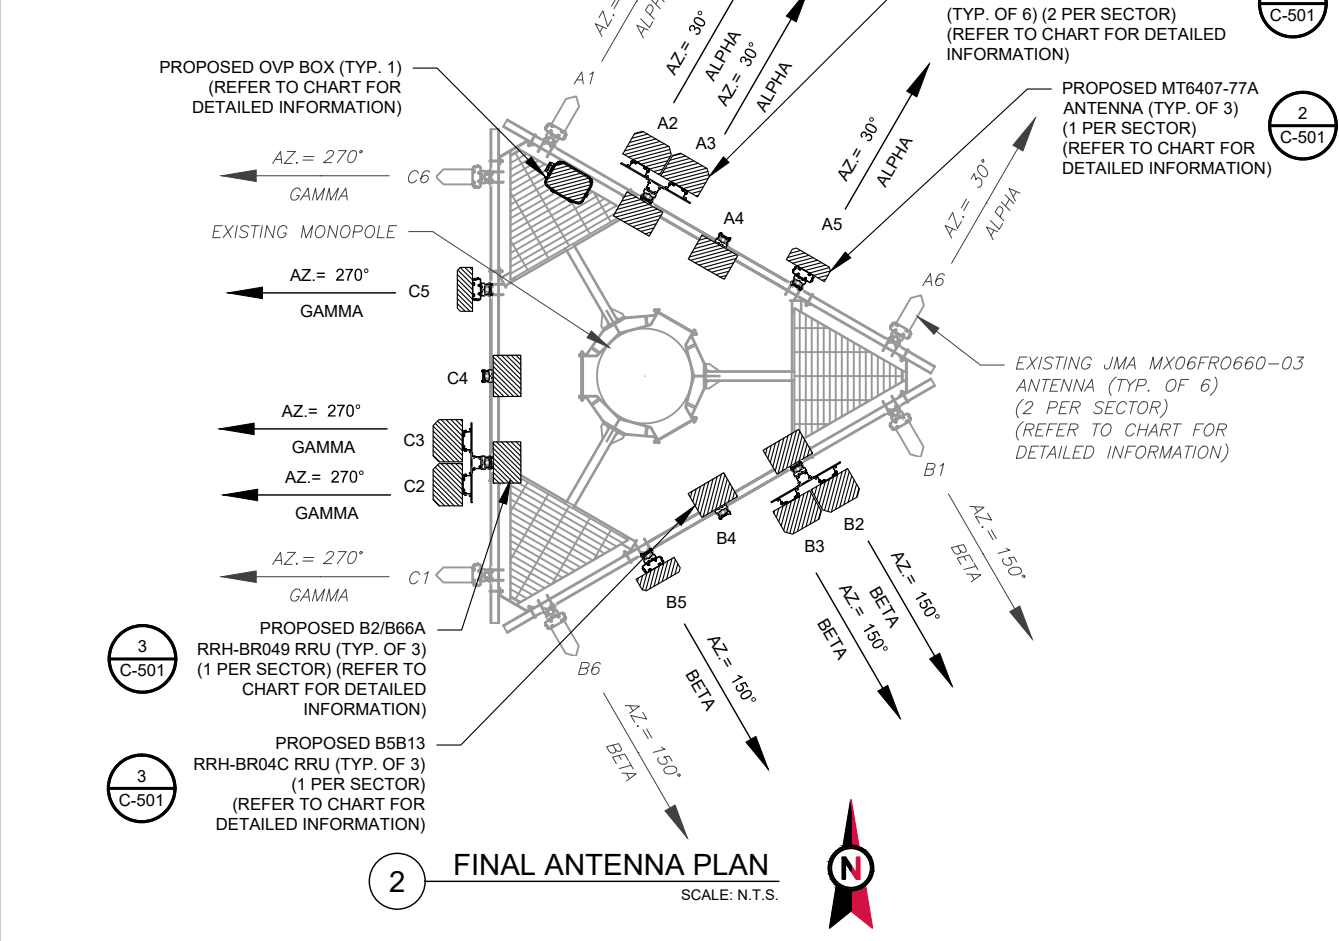 (TYP. OF 6) (2 PER SECTOR)
(REFER TO CHART FOR DETAILED
INFORMATION)
C-501
PROPOSED OVP BOX (TYP. 1)
(REFER TO CHART FOR
DETAILED INFORMATION)
PROPOSED MT6407-77A
ANTENNA (TYP. OF 3)
(1 PER SECTOR)
(REFER TO CHART FOR
DETAILED INFORMATION)
2
C-501
AZ.=
ALPHA
AZ.= 30°
ALPHA
AZ.= 30°
ALPHA
AZ.= 30°
ALPHA
AZ.= 30°
ALPHA
A1
A2
A3
A4
A5
A6
AZ.= 270°
GAMMA
C6
EXISTING MONOPOLE
AZ.= 270°
GAMMA
C5
C4
AZ.= 270°
GAMMA
C3
AZ.= 270°
GAMMA
C2
AZ.= 270°
GAMMA
C1
EXISTING JMA MX06FRO660-03
ANTENNA (TYP. OF 6)
(2 PER SECTOR)
(REFER TO CHART FOR
DETAILED INFORMATION)
B1
B2
B3
B4
B5
B6
AZ.= 150°
BETA
AZ.= 150°
BETA
AZ.= 150°
BETA
AZ.= 150°
BETA
AZ.= 150°
BETA
3
C-501
PROPOSED B2/B66A
RRH-BR049 RRU (TYP. OF 3)
(1 PER SECTOR) (REFER TO
CHART FOR DETAILED
INFORMATION)
3
C-501
PROPOSED B5B13
RRH-BR04C RRU (TYP. OF 3)
(1 PER SECTOR)
(REFER TO CHART FOR
DETAILED INFORMATION)
2
FINAL ANTENNA PLAN
SCALE: N.T.S.
N